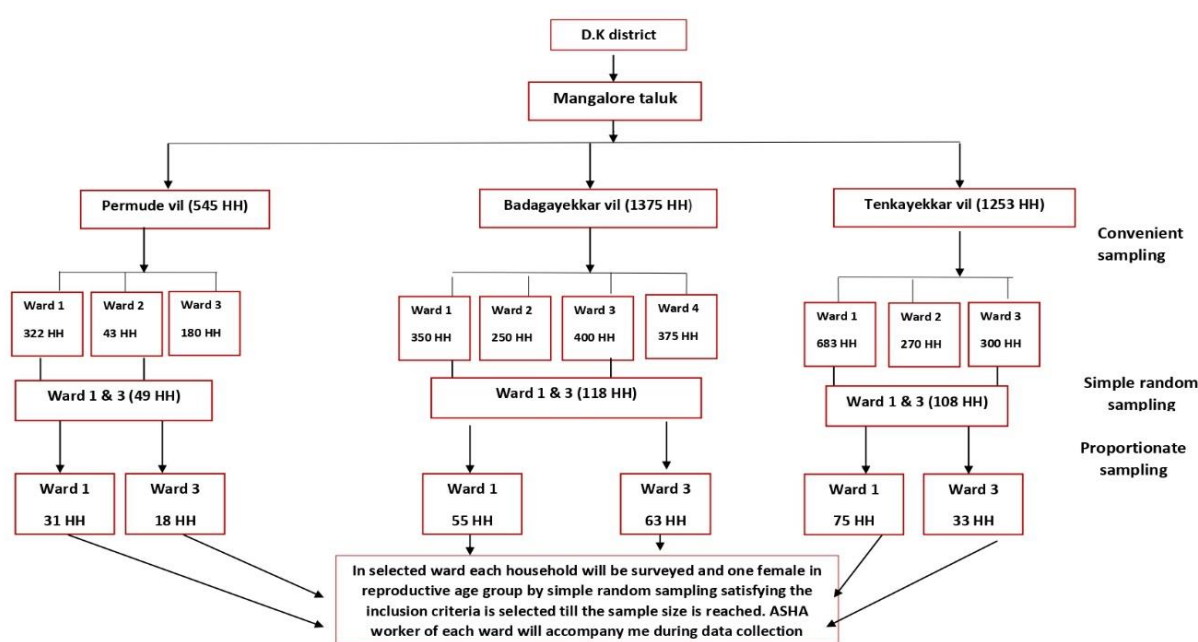 D.K district
Mangalore taluk
Permude vil (545 HH)
Badagayekkar vil (1375 HH)
Tenkayekkar vil (1253 HH)
Convenient
sampling
Ward 1
322 HH
Ward 2
43 HH
Ward 3
180 HH
Ward 1
350 HH
Ward 2
250 HH
Ward 3
400 HH
Ward 4
375 HH
Ward 1
683 HH
Ward 2
270 HH
Ward 3
300 HH
Ward 1 & 3 (49 HH)
Ward 1 & 3 (118 HH)
Ward 1 & 3 (108 HH)
Simple random
sampling
Proportionate
sampling
Ward 1
31 HH
Ward 3
18 HH
Ward 1
55 HH
Ward 3
63 HH
Ward 1
75 HH
Ward 3
33 HH
In selected ward each household will be surveyed and one female in
reproductive age group by simple random sampling satisfying the
inclusion criteria is selected till the sample size is reached. ASHA
worker of each ward will accompany me during data collection